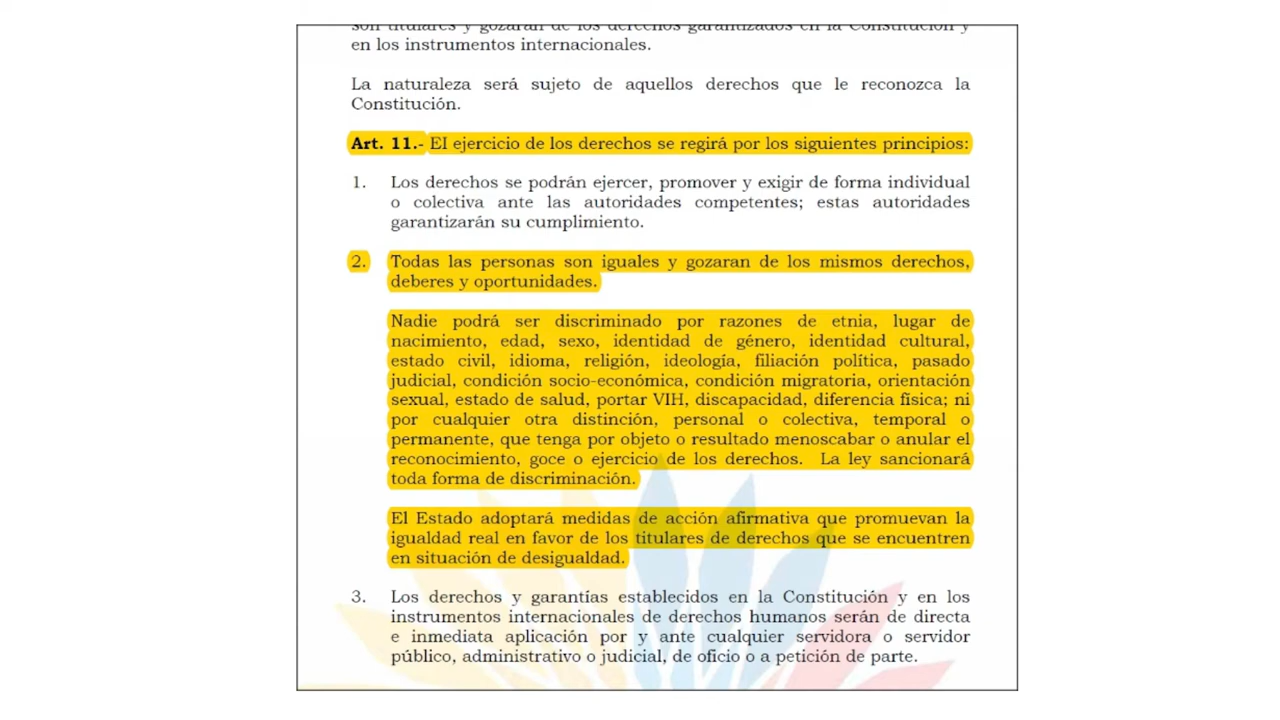 son titulares y gozarán de los derechos garantizados en la Constitución y
en los instrumentos internacionales.
La naturaleza será sujeto de aquellos derechos que le reconozca la
Constitución.
Art. 11.- El ejercicio de los derechos se regirá por los siguientes principios:
1. Los derechos se podrán ejercer, promover y exigir de forma individual
o colectiva ante las autoridades competentes; estas autoridades
garantizarán su cumplimiento.
2. Todas las personas son iguales y gozaran de los mismos derechos,
deberes y oportunidades.
Nadie podrá ser discriminado por razones de etnia, lugar de
nacimiento, edad, sexo, identidad de género, identidad cultural,
estado civil, idioma, religión, ideología, filiación política, pasado
judicial, condición socio-económica, condición migratoria, orientación
sexual, estado de salud, portar VIH, discapacidad, diferencia física; ni
por cualquier otra distinción, personal o colectiva, temporal o
permanente, que tenga por objeto o resultado menoscabar o anular el
reconocimiento, goce o ejercicio de los derechos. La ley sancionará
toda forma de discriminación.
El Estado adoptará medidas de acción afirmativa que promuevan la
igualdad real en favor de los titulares de derechos que se encuentren
en situación de desigualdad.
3. Los derechos y garantías establecidos en la Constitución y en los
instrumentos internacionales de derechos humanos serán de directa
e inmediata aplicación por y ante cualquier servidora o servidor
público, administrativo o judicial, de oficio o a petición de parte.